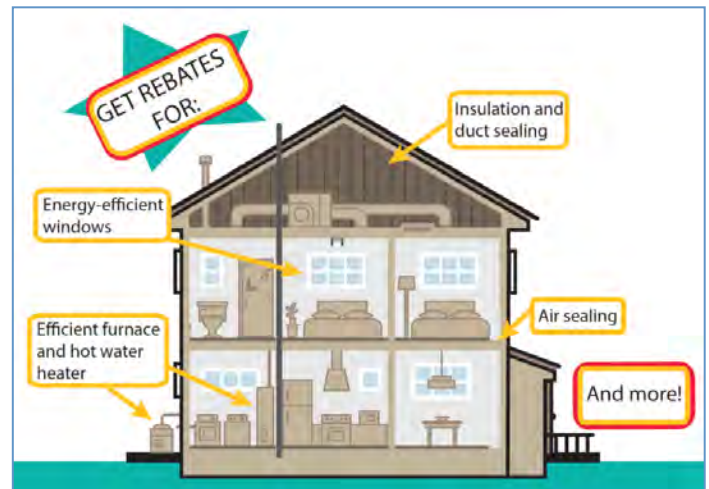 GET REBATES
FOR:
Insulation and
duct sealing
Energy-efficient
windows
Air sealing
Efficient furnace
and hot water
heater
And more!